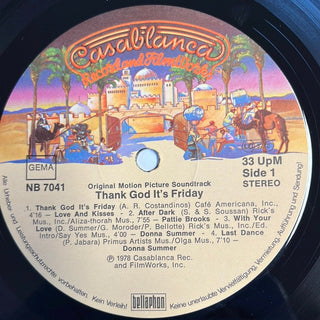 Casablanca
Record and FilmWorks
GEMA
NB 7041
33 UpM
Side 1
STEREO
Original Motion Picture Soundtrack
Thank God It's Friday
1. Thank God It's Friday (A. R. Costandinos) Café Americana, Inc.,
4'16 – Love And Kisses - 2. After Dark (S. & S. Soussan) Rick's
Mus., Inc./Aliza-thorah Mus., Inc. – Pattie Brooks - 3. With Your
Love (D. Summer/G. Moroder/P. Bellotte) Rick's Mus., Inc./Ed.
Intro/Say Yes Mus., 4'00 – Donna Summer - 4. Last Dance
(P. Jabara) Primus Artists Mus./Olga Mus., 7'10 –
Donna Summer
℗ 1978 Casablanca Rec.
and FilmWorks, Inc.
bellaphon
Alle Urheber- und Leistungsschutzrechte vorbehalten. Kein Verleih! Keine unerlaubte Vervielfältigung, Vermietung, Aufführung und Sendung!